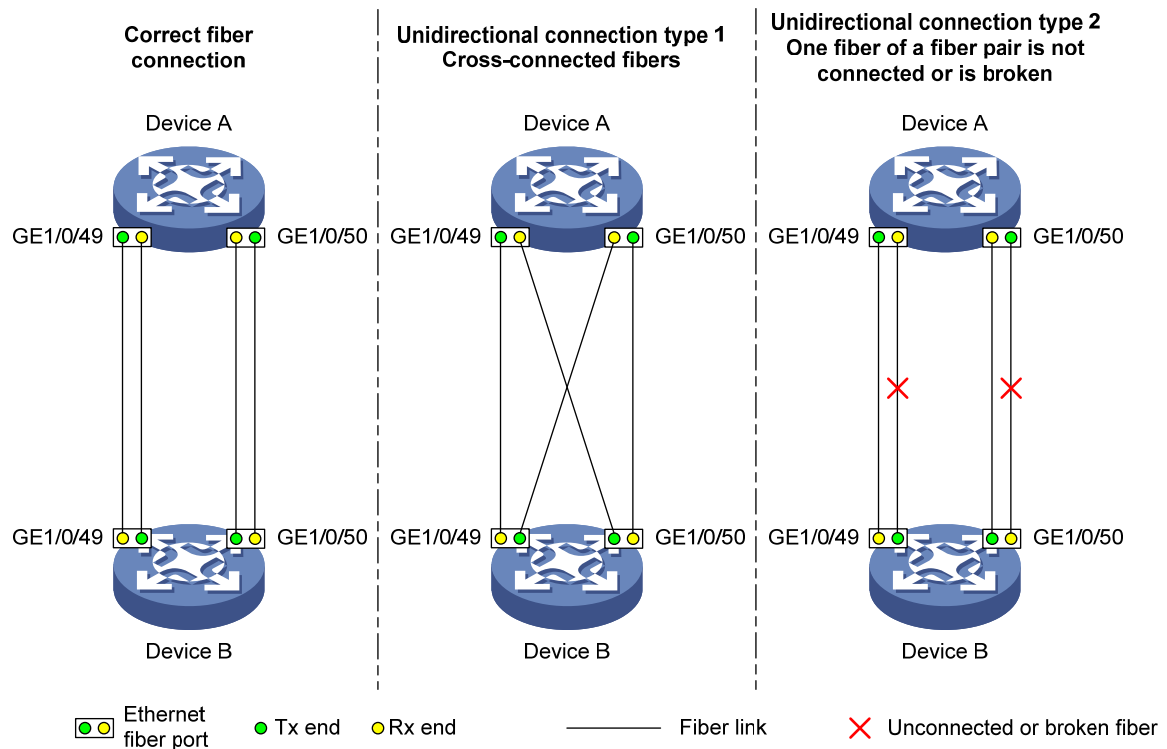 Correct fiber
connection
Device A
GE1/0/49
GE1/0/50
GE1/0/49
GE1/0/50
Device B
Unidirectional connection type 1
Cross-connected fibers
Device A
GE1/0/49
GE1/0/50
GE1/0/49
GE1/0/50
Device B
Unidirectional connection type 2
One fiber of a fiber pair is not
connected or is broken
Device A
GE1/0/49
GE1/0/50
GE1/0/49
GE1/0/50
Device B
Ethernet
fiber port
Tx end
Rx end
Fiber link
Unconnected or broken fiber